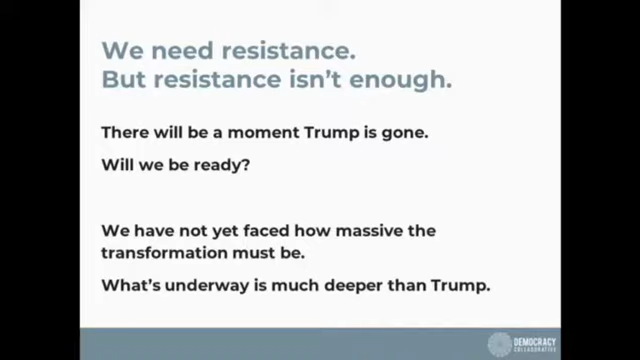 We need resistance.
But resistance isn't enough.
There will be a moment Trump is gone.
Will we be ready?
We have not yet faced how massive the
transformation must be.
What's underway is much deeper than Trump.
DEMOCRACY
COLLABORATIVE